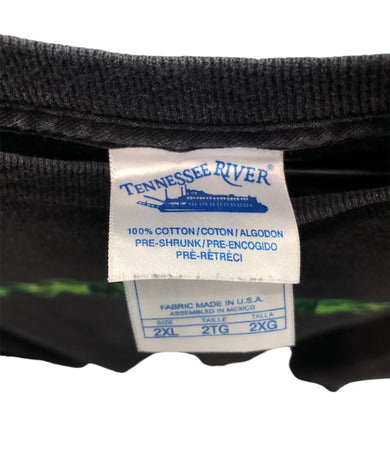 TENNESSEE RIVER®
100% COTTON/COTON/ALGODON
PRE-SHRUNK/PRE-ENCOGIDO
PRÉ-RÈTRÉCI
FABRIC MADE IN U.S.A.
ASSEMBLED IN MEXICO
SIZE TAILLE TALLA
2XL 2TG 2XG